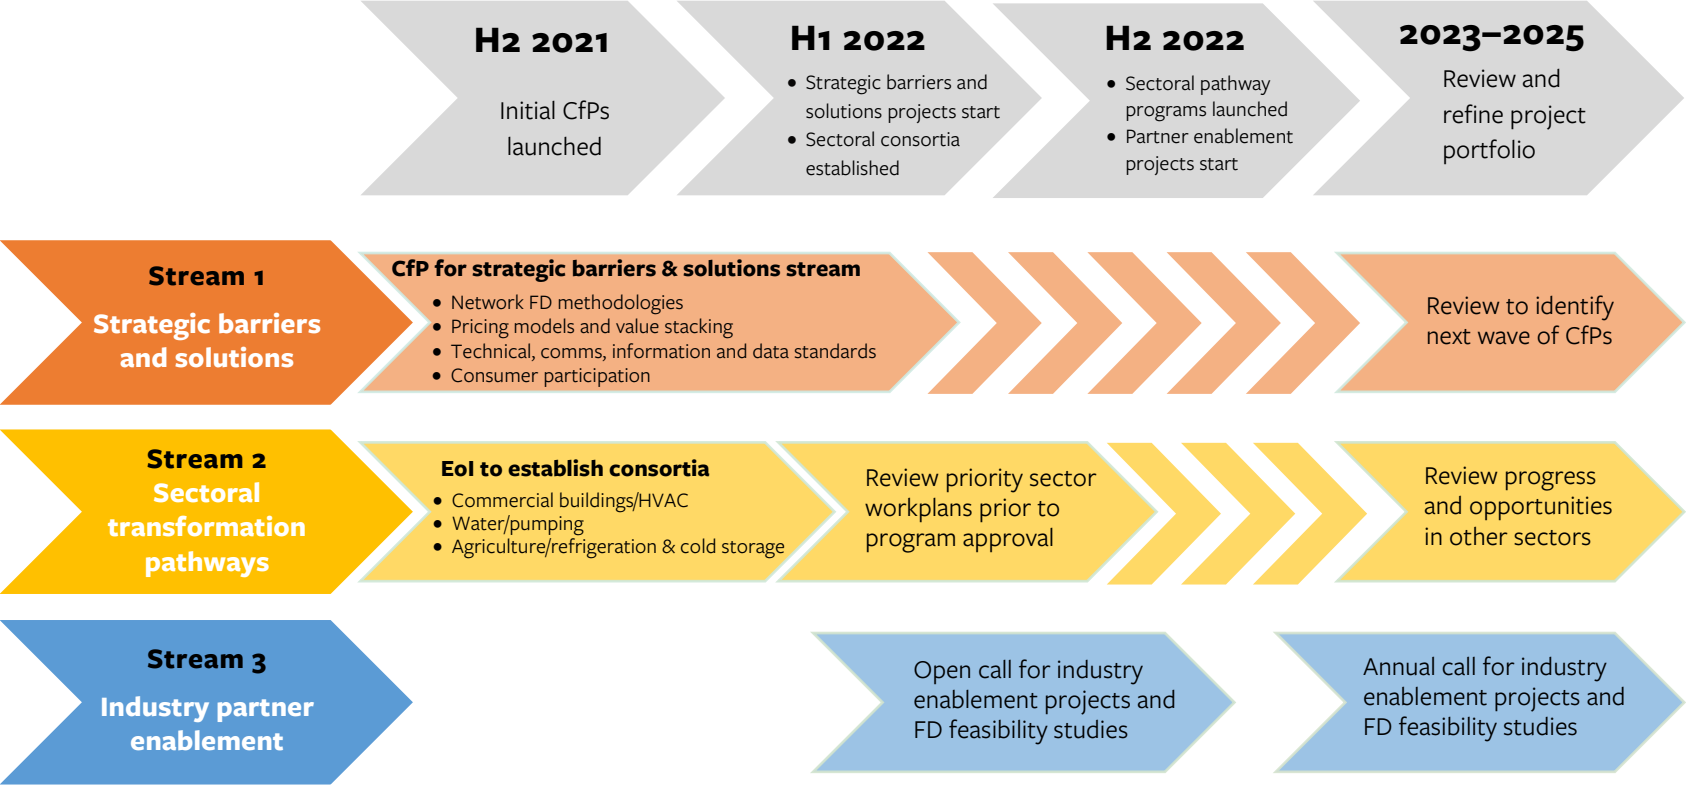 H2 2021
Initial CfPs
launched
H1 2022
• Strategic barriers and
solutions projects start
• Sectoral consortia
established
H2 2022
• Sectoral pathway
programs launched
• Partner enablement
projects start
2023–2025
Review and
refine project
portfolio
Stream 1
Strategic barriers
and solutions
CfP for strategic barriers & solutions stream
• Network FD methodologies
• Pricing models and value stacking
• Technical, comms, information and data standards
• Consumer participation
Review to identify
next wave of CfPs
Stream 2
Sectoral
transformation
pathways
EoI to establish consortia
• Commercial buildings/HVAC
• Water/pumping
• Agriculture/refrigeration & cold storage
Review priority sector
workplans prior to
program approval
Review progress
and opportunities
in other sectors
Stream 3
Industry partner
enablement
Open call for industry
enablement projects and
FD feasibility studies
Annual call for industry
enablement projects and
FD feasibility studies